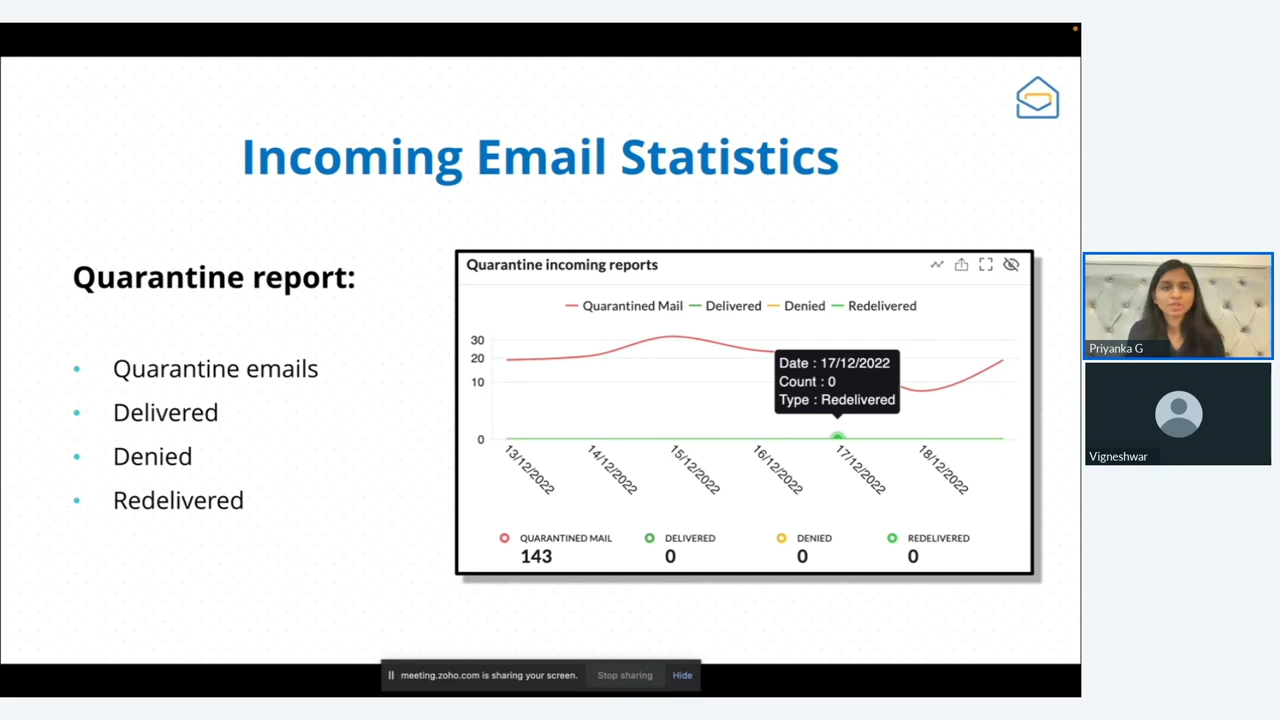 Incoming Email Statistics
Quarantine report:
• Quarantine emails
• Delivered
• Denied
• Redelivered
Quarantine incoming reports
Quarantined Mail Delivered Denied Redelivered
30
20
10
0
Date : 17/12/2022
Count : 0
Type : Redelivered
13/12/2022
14/12/2022
15/12/2022
16/12/2022
17/12/2022
18/12/2022
QUARANTINED MAIL
143
DELIVERED
0
DENIED
0
REDELIVERED
0
Priyanka G
Vigneshwar
meeting.zoho.com is sharing your screen. Stop sharing Hide